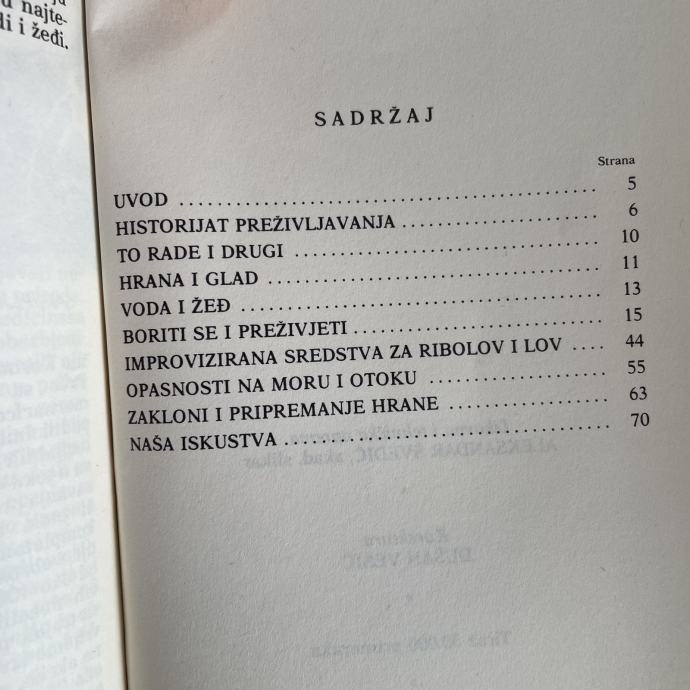 najte-
i žeđi.
SADRŽAJ
Strana
UVOD ........................................ 5
HISTORIJAT PREŽIVLJAVANJA .................... 6
TO RADE I DRUGI .............................. 10
HRANA I GLAD ................................. 11
VODA I ŽEĐ ................................... 13
BORITI SE I PREŽIVJETI ....................... 15
IMPROVIZIRANA SREDSTVA ZA RIBOLOV I LOV .... 44
OPASNOSTI NA MORU I OTOKU .................... 55
ZAKLONI I PRIPREMANJE HRANE .................. 63
NAŠA ISKUSTVA ................................ 70